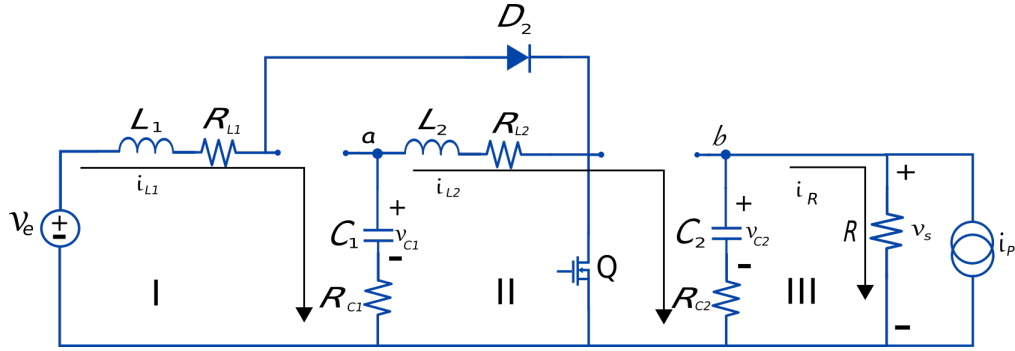 D2
L1
RL1
a
L2
RL2
b
iL1
iL2
iR
+
+
+
ve
+
-
C1
vC1
C2
vC2
R
vs
iP
-
-
Q
I
RC1
II
RC2
III
-